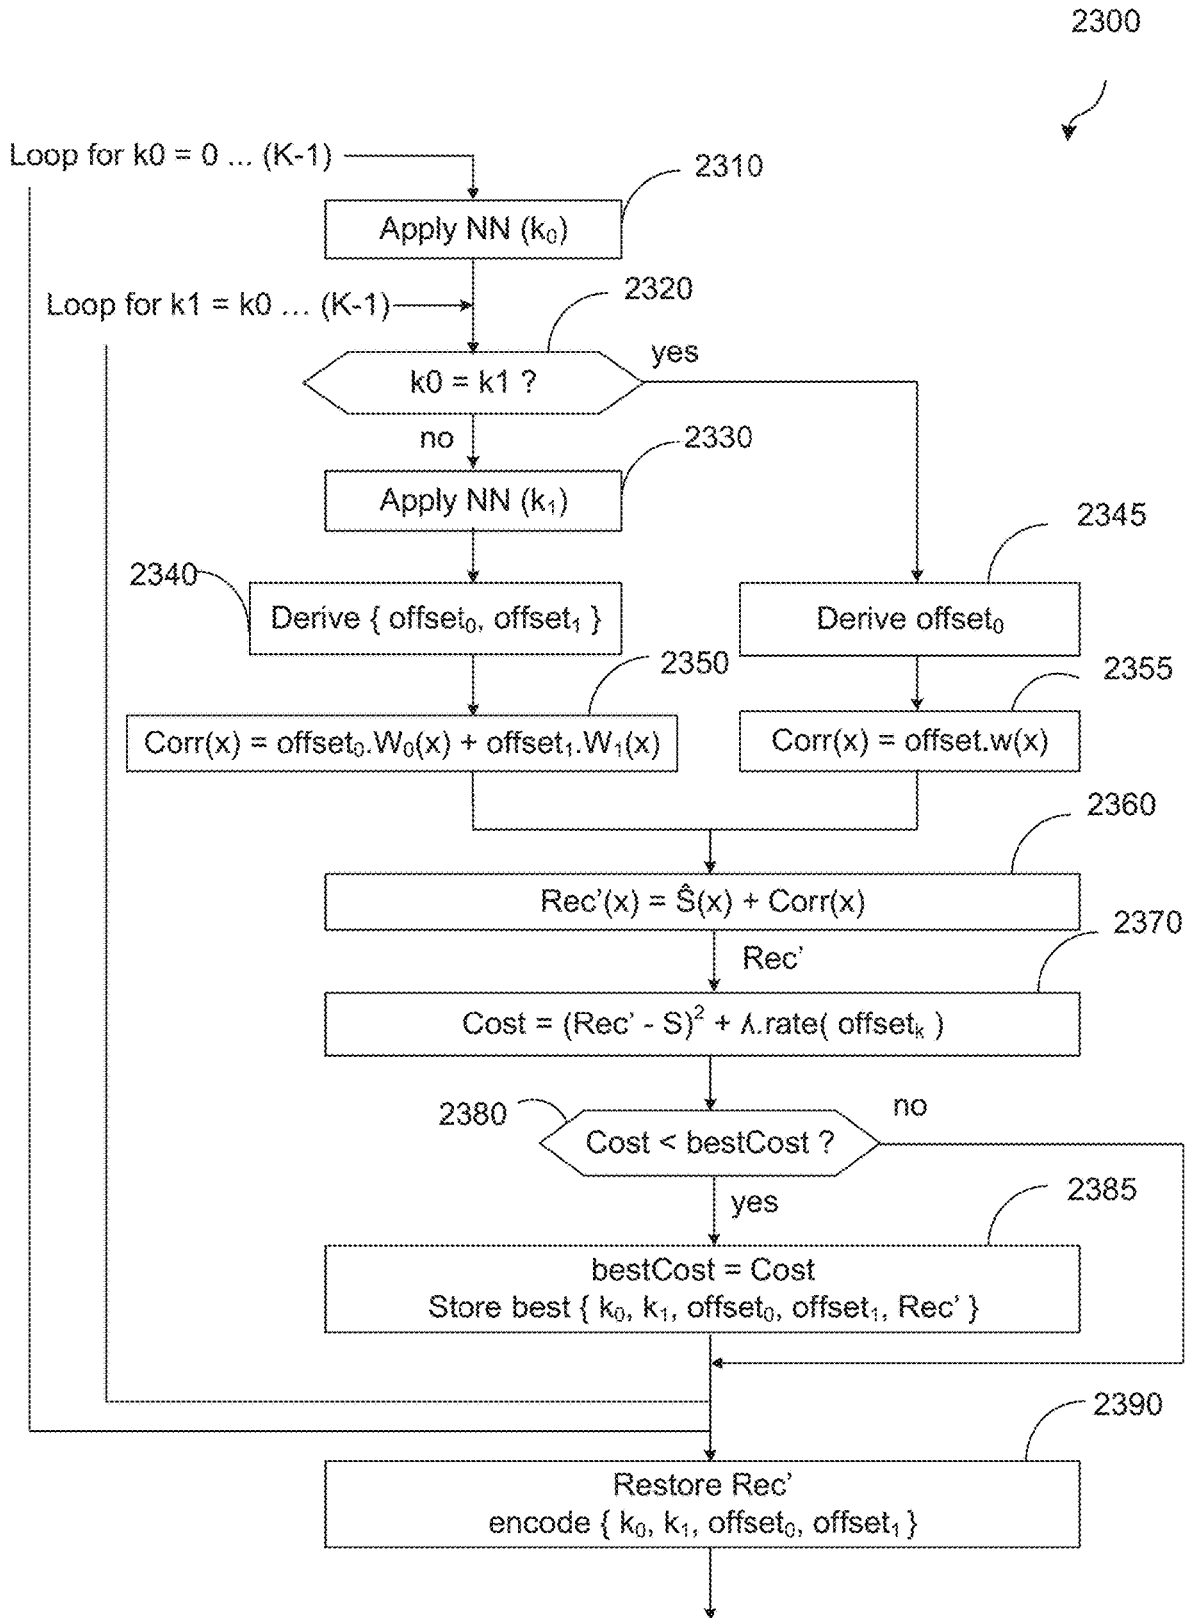 2300
Loop for k0 = 0 ... (K-1)
2310
Apply NN (k₀)
Loop for k1 = k0 ... (K-1)
2320
k0 = k1 ?
yes
no
2330
Apply NN (k₁)
2340
Derive { offset₀, offset₁ }
2345
Derive offset₀
2350
Corr(x) = offset₀.W₀(x) + offset₁.W₁(x)
2355
Corr(x) = offset.w(x)
2360
Rec'(x) = Ŝ(x) + Corr(x)
Rec'
2370
Cost = (Rec' - S)² + Λ.rate( offsetₖ )
2380
Cost < bestCost ?
no
yes
2385
bestCost = Cost
Store best { k₀, k₁, offset₀, offset₁, Rec' }
2390
Restore Rec'
encode { k₀, k₁, offset₀, offset₁ }